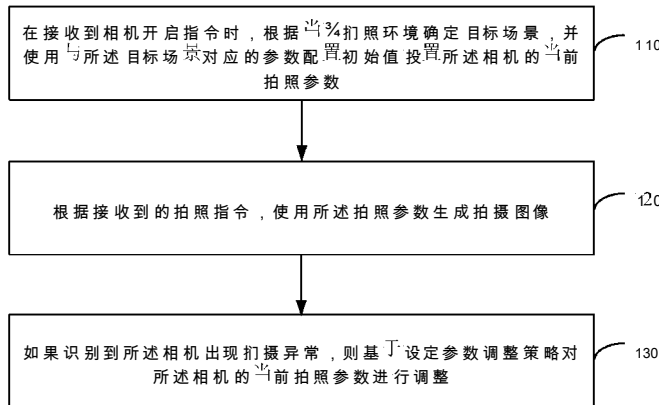 在接收到相机开启指令时，根据当¾扪照环境确定目标场景，并
使用与所述目标场景对应的参数配置初始值投置所述相机的当前
拍照参数
110
根据接收到的拍照指令，使用所述拍照参数生成拍摄图像
120
如果识别到所述相机出现扪摄异常，则基于设定参数调整策略对
所述相机的当前拍照参数进行调整
130